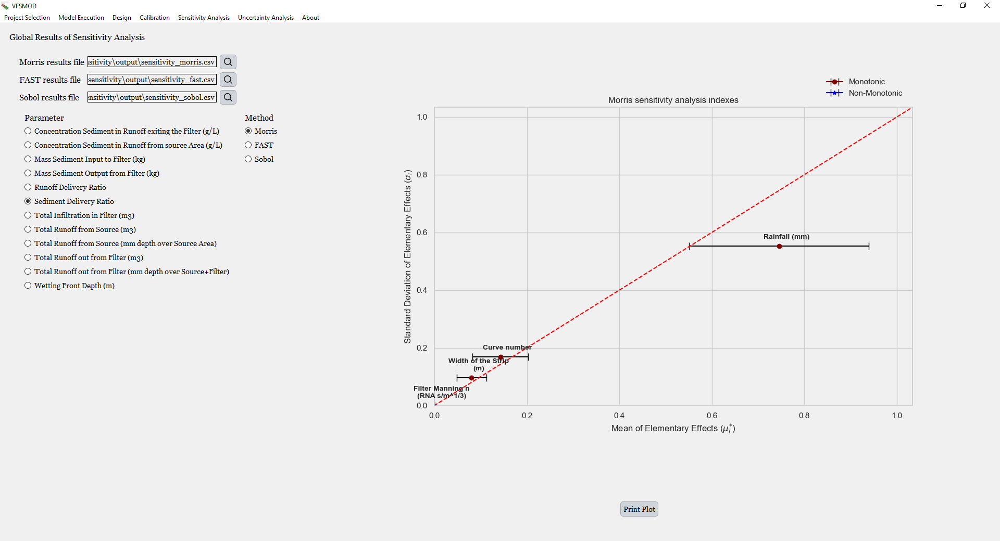 VFSMOD
Project Selection Model Execution Design Calibration Sensitivity Analysis Uncertainty Analysis About
Global Results of Sensitivity Analysis
Morris results file sitivity\output\sensitivity_morris.csv
FAST results file sensitivity\output\sensitivity_fast.csv
Sobol results file nsitivity\output\sensitivity_sobol.csv
Parameter
Concentration Sediment in Runoff exiting the Filter (g/L)
Concentration Sediment in Runoff from source Area (g/L)
Mass Sediment Input to Filter (kg)
Mass Sediment Output from Filter (kg)
Runoff Delivery Ratio
Sediment Delivery Ratio
Total Infiltration in Filter (m3)
Total Runoff from Source (m3)
Total Runoff from Source (mm depth over Source Area)
Total Runoff out from Filter (m3)
Total Runoff out from Filter (mm depth over Source+Filter)
Wetting Front Depth (m)
Method
Morris
FAST
Sobol
Monotonic
Non-Monotonic
Morris sensitivity analysis indexes
Standard Deviation of Elementary Effects (σi)
1.0
0.8
0.6
0.4
0.2
0.0
Rainfall (mm)
Curve number
Width of the Strip
(m)
Filter Manning n
(RNA s/m^1/3)
0.0 0.2 0.4 0.6 0.8 1.0
Mean of Elementary Effects (μi*)
Print Plot